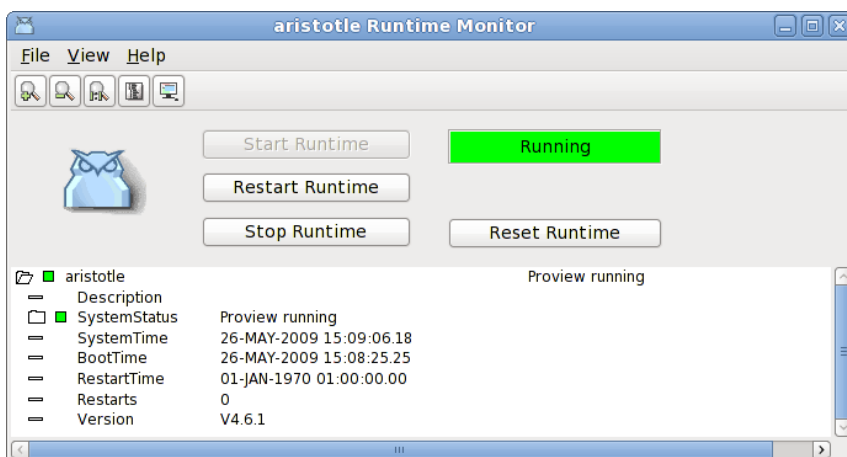 aristotle Runtime Monitor
File View Help
Start Runtime Running
Restart Runtime
Stop Runtime Reset Runtime
aristotle Proview running
Description
SystemStatus Proview running
SystemTime 26-MAY-2009 15:09:06.18
BootTime 26-MAY-2009 15:08:25.25
RestartTime 01-JAN-1970 01:00:00.00
Restarts 0
Version V4.6.1